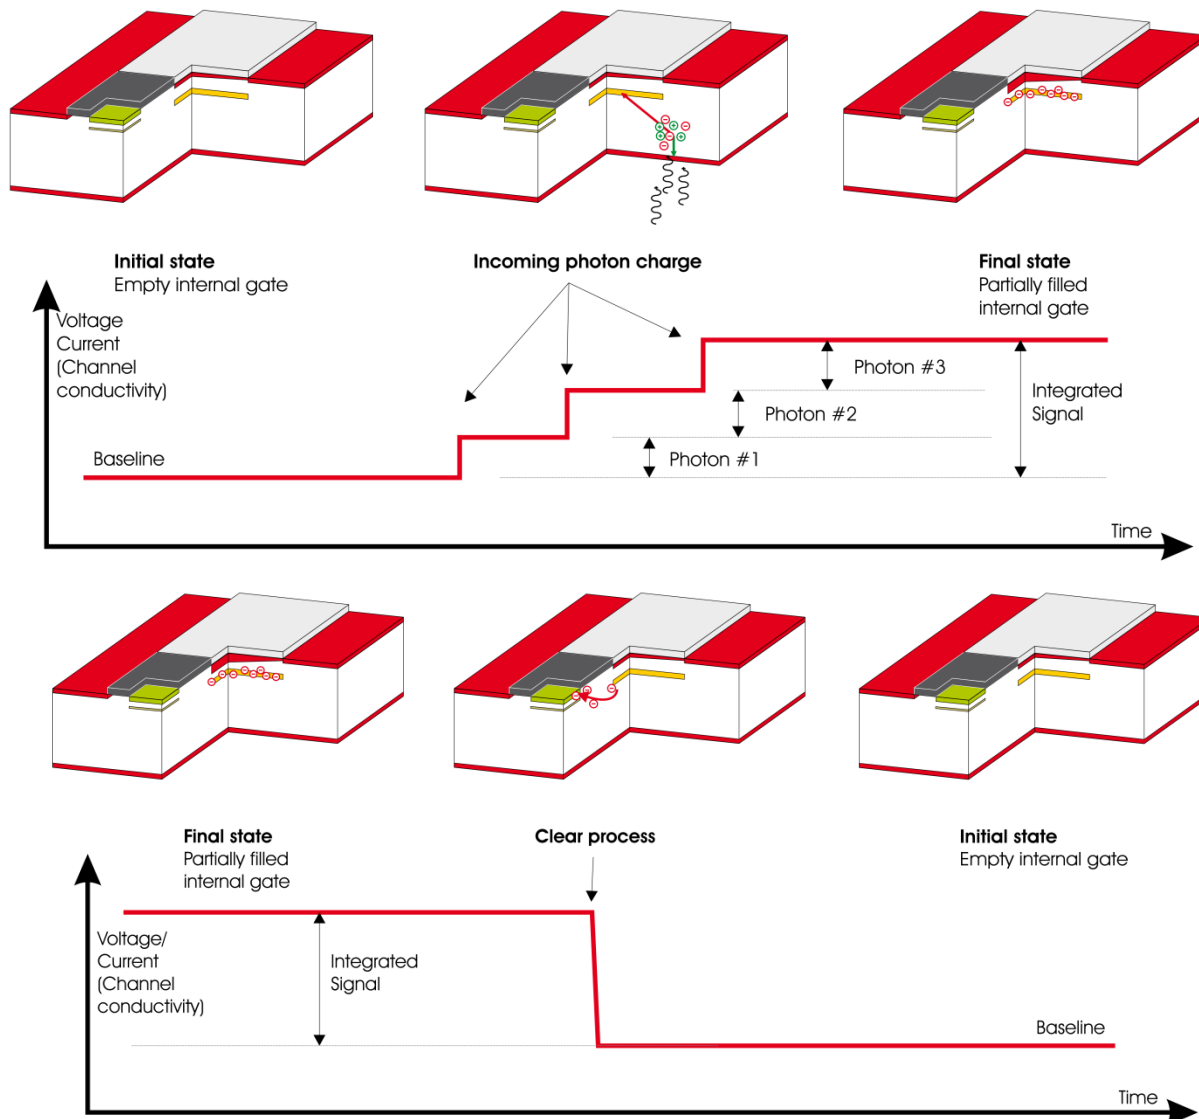 Initial state
Empty internal gate
Incoming photon charge
Final state
Partially filled
internal gate
Voltage
Current
(Channel
conductivity)
Photon #3
Integrated
Signal
Photon #2
Photon #1
Baseline
Time
Final state
Partially filled
internal gate
Clear process
Initial state
Empty internal gate
Voltage/
Current
(Channel
conductivity)
Integrated
Signal
Baseline
Time